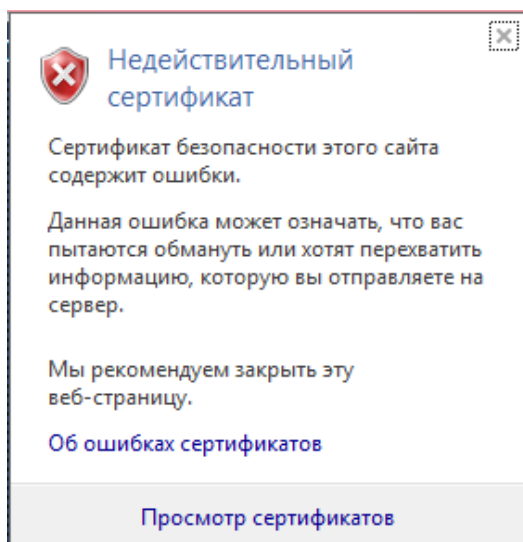 Недействительный
сертификат
Сертификат безопасности этого сайта
содержит ошибки.
Данная ошибка может означать, что вас
пытаются обмануть или хотят перехватить
информацию, которую вы отправляете на
сервер.
Мы рекомендуем закрыть эту
веб-страницу.
Об ошибках сертификатов
Просмотр сертификатов